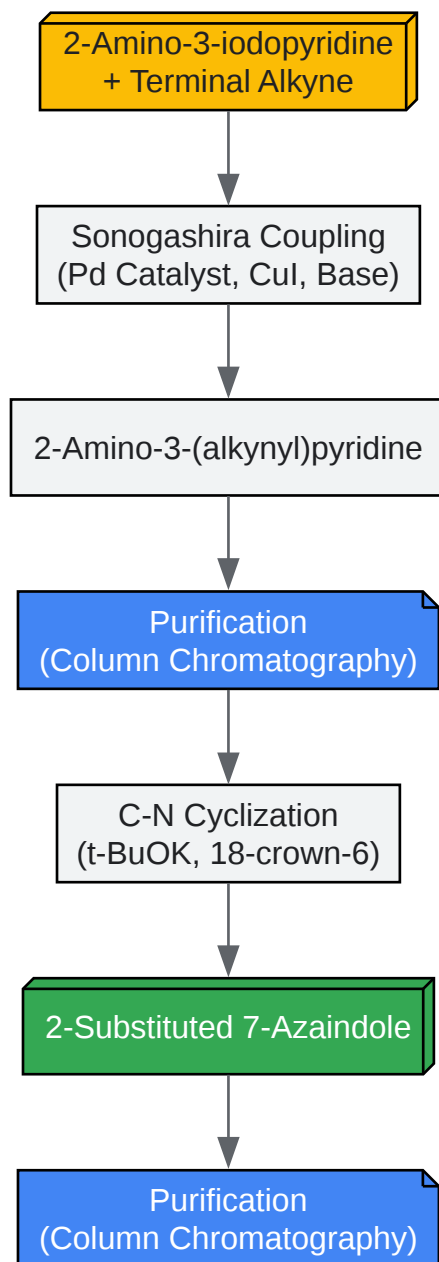 2-Amino-3-iodopyridine
+ Terminal Alkyne
Sonogashira Coupling
(Pd Catalyst, CuI, Base)
2-Amino-3-(alkynyl)pyridine
Purification
(Column Chromatography)
C-N Cyclization
(t-BuOK, 18-crown-6)
2-Substituted 7-Azaindole
Purification
(Column Chromatography)